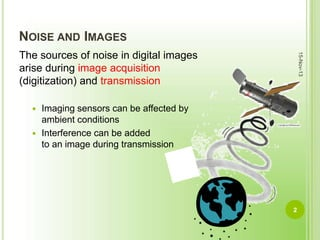 NOISE AND IMAGES
The sources of noise in digital images
arise during image acquisition
(digitization) and transmission
• Imaging sensors can be affected by
ambient conditions
• Interference can be added
to an image during transmission
15-Nov-13
2